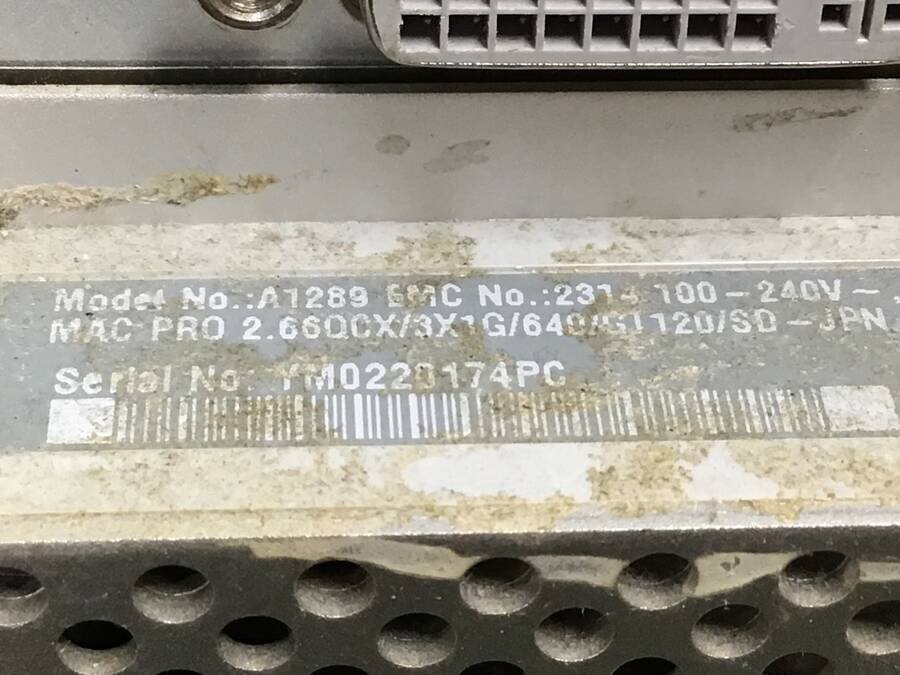 Model No.:A1289 EMC No.:2314 100-240V~
MAC PRO 2.66QCX/3X1G/640/GT120/SD-JPN
Serial No.